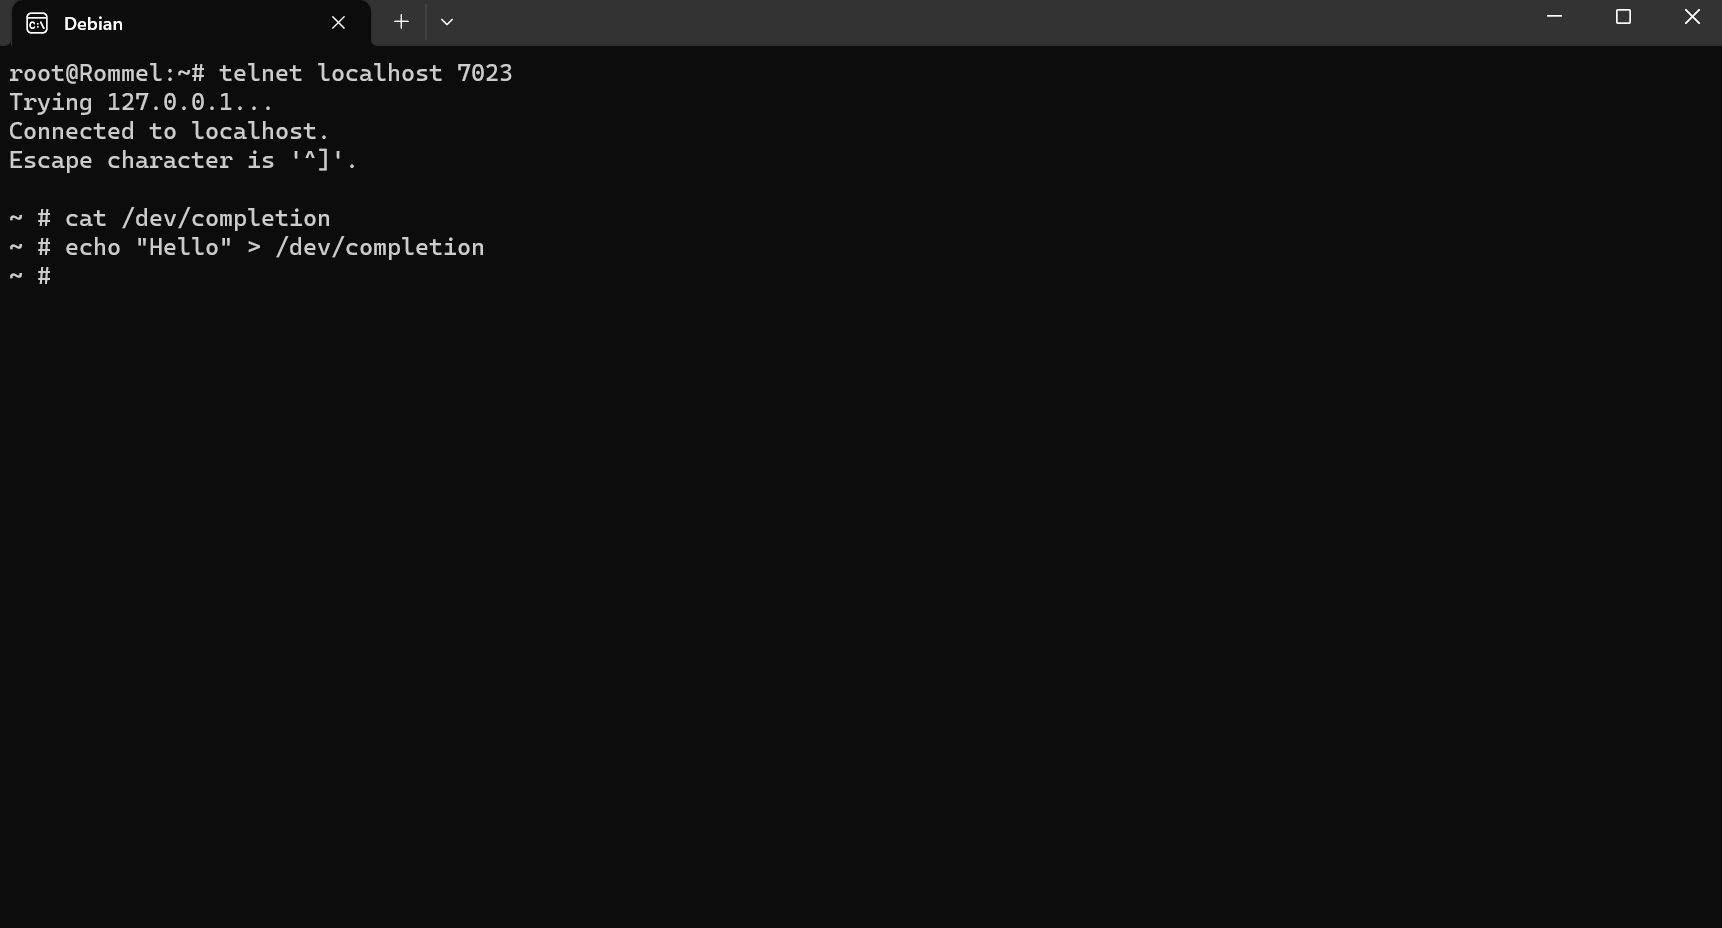 Debian
root@Rommel:~# telnet localhost 7023
Trying 127.0.0.1...
Connected to localhost.
Escape character is '^]'.
~ # cat /dev/completion
~ # echo "Hello" > /dev/completion
~ #